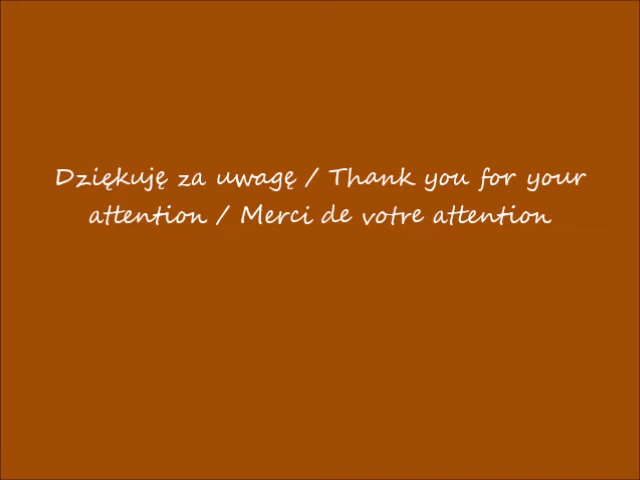 Dziękuję za uwagę / Thank you for your
attention / Merci de votre attention